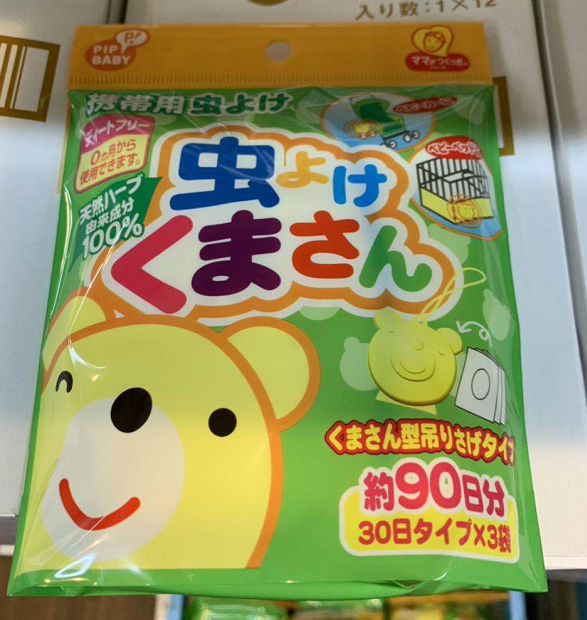 入り数:1×12
P!
PIP BABY
ママがつくった。
携帯用 虫よけ
ディートフリー
0ヵ月から
使用できます。
天然ハーブ
由来成分
100%
ベビーカーに
ベビーベッドに
虫よけ
くまさん
くまさん型吊りさげタイプ
約90日分
30日タイプ×3袋